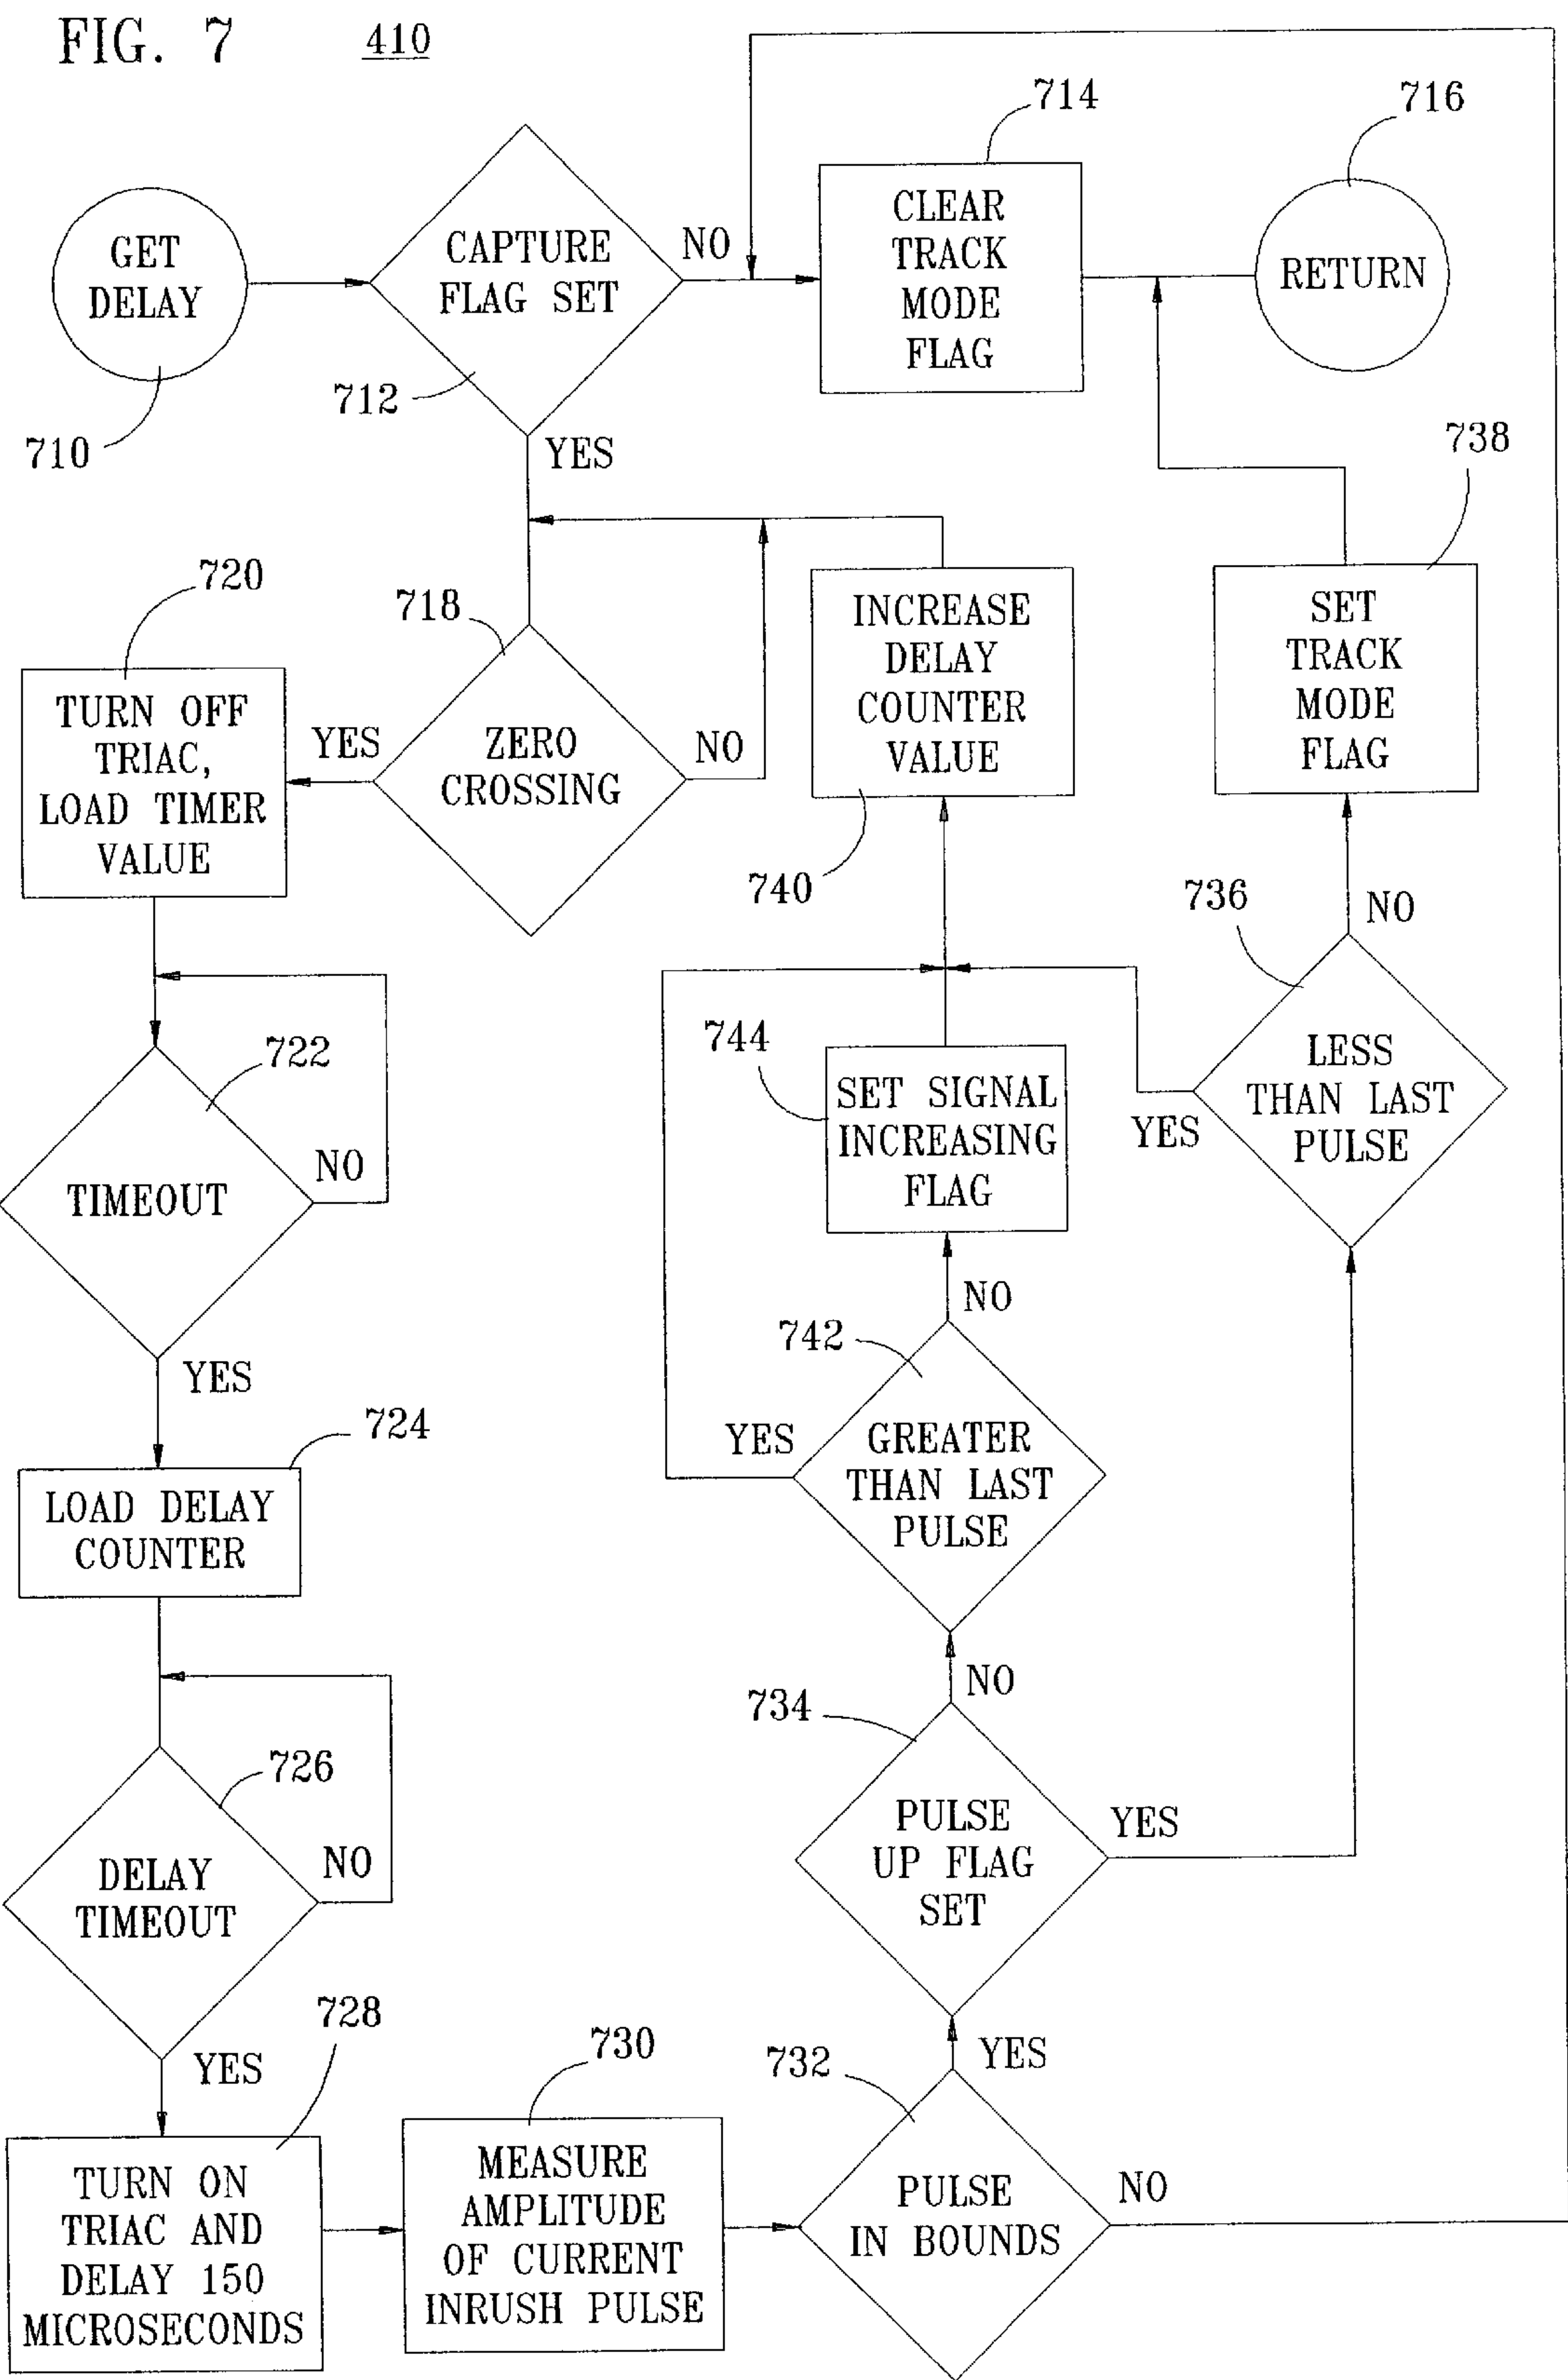 FIG. 7
410
GET
DELAY
710
CAPTURE
FLAG SET
712
NO
YES
714
CLEAR
TRACK
MODE
FLAG
716
RETURN
738
SET
TRACK
MODE
FLAG
718
ZERO
CROSSING
YES
NO
720
TURN OFF
TRIAC,
LOAD TIMER
VALUE
INCREASE
DELAY
COUNTER
VALUE
740
736
NO
LESS
THAN LAST
PULSE
YES
722
TIMEOUT
NO
YES
744
SET SIGNAL
INCREASING
FLAG
NO
742
GREATER
THAN LAST
PULSE
YES
724
LOAD DELAY
COUNTER
726
DELAY
TIMEOUT
NO
YES
734
NO
PULSE
UP FLAG
SET
YES
728
TURN ON
TRIAC AND
DELAY 150
MICROSECONDS
730
MEASURE
AMPLITUDE
OF CURRENT
INRUSH PULSE
732
YES
PULSE
IN BOUNDS
NO